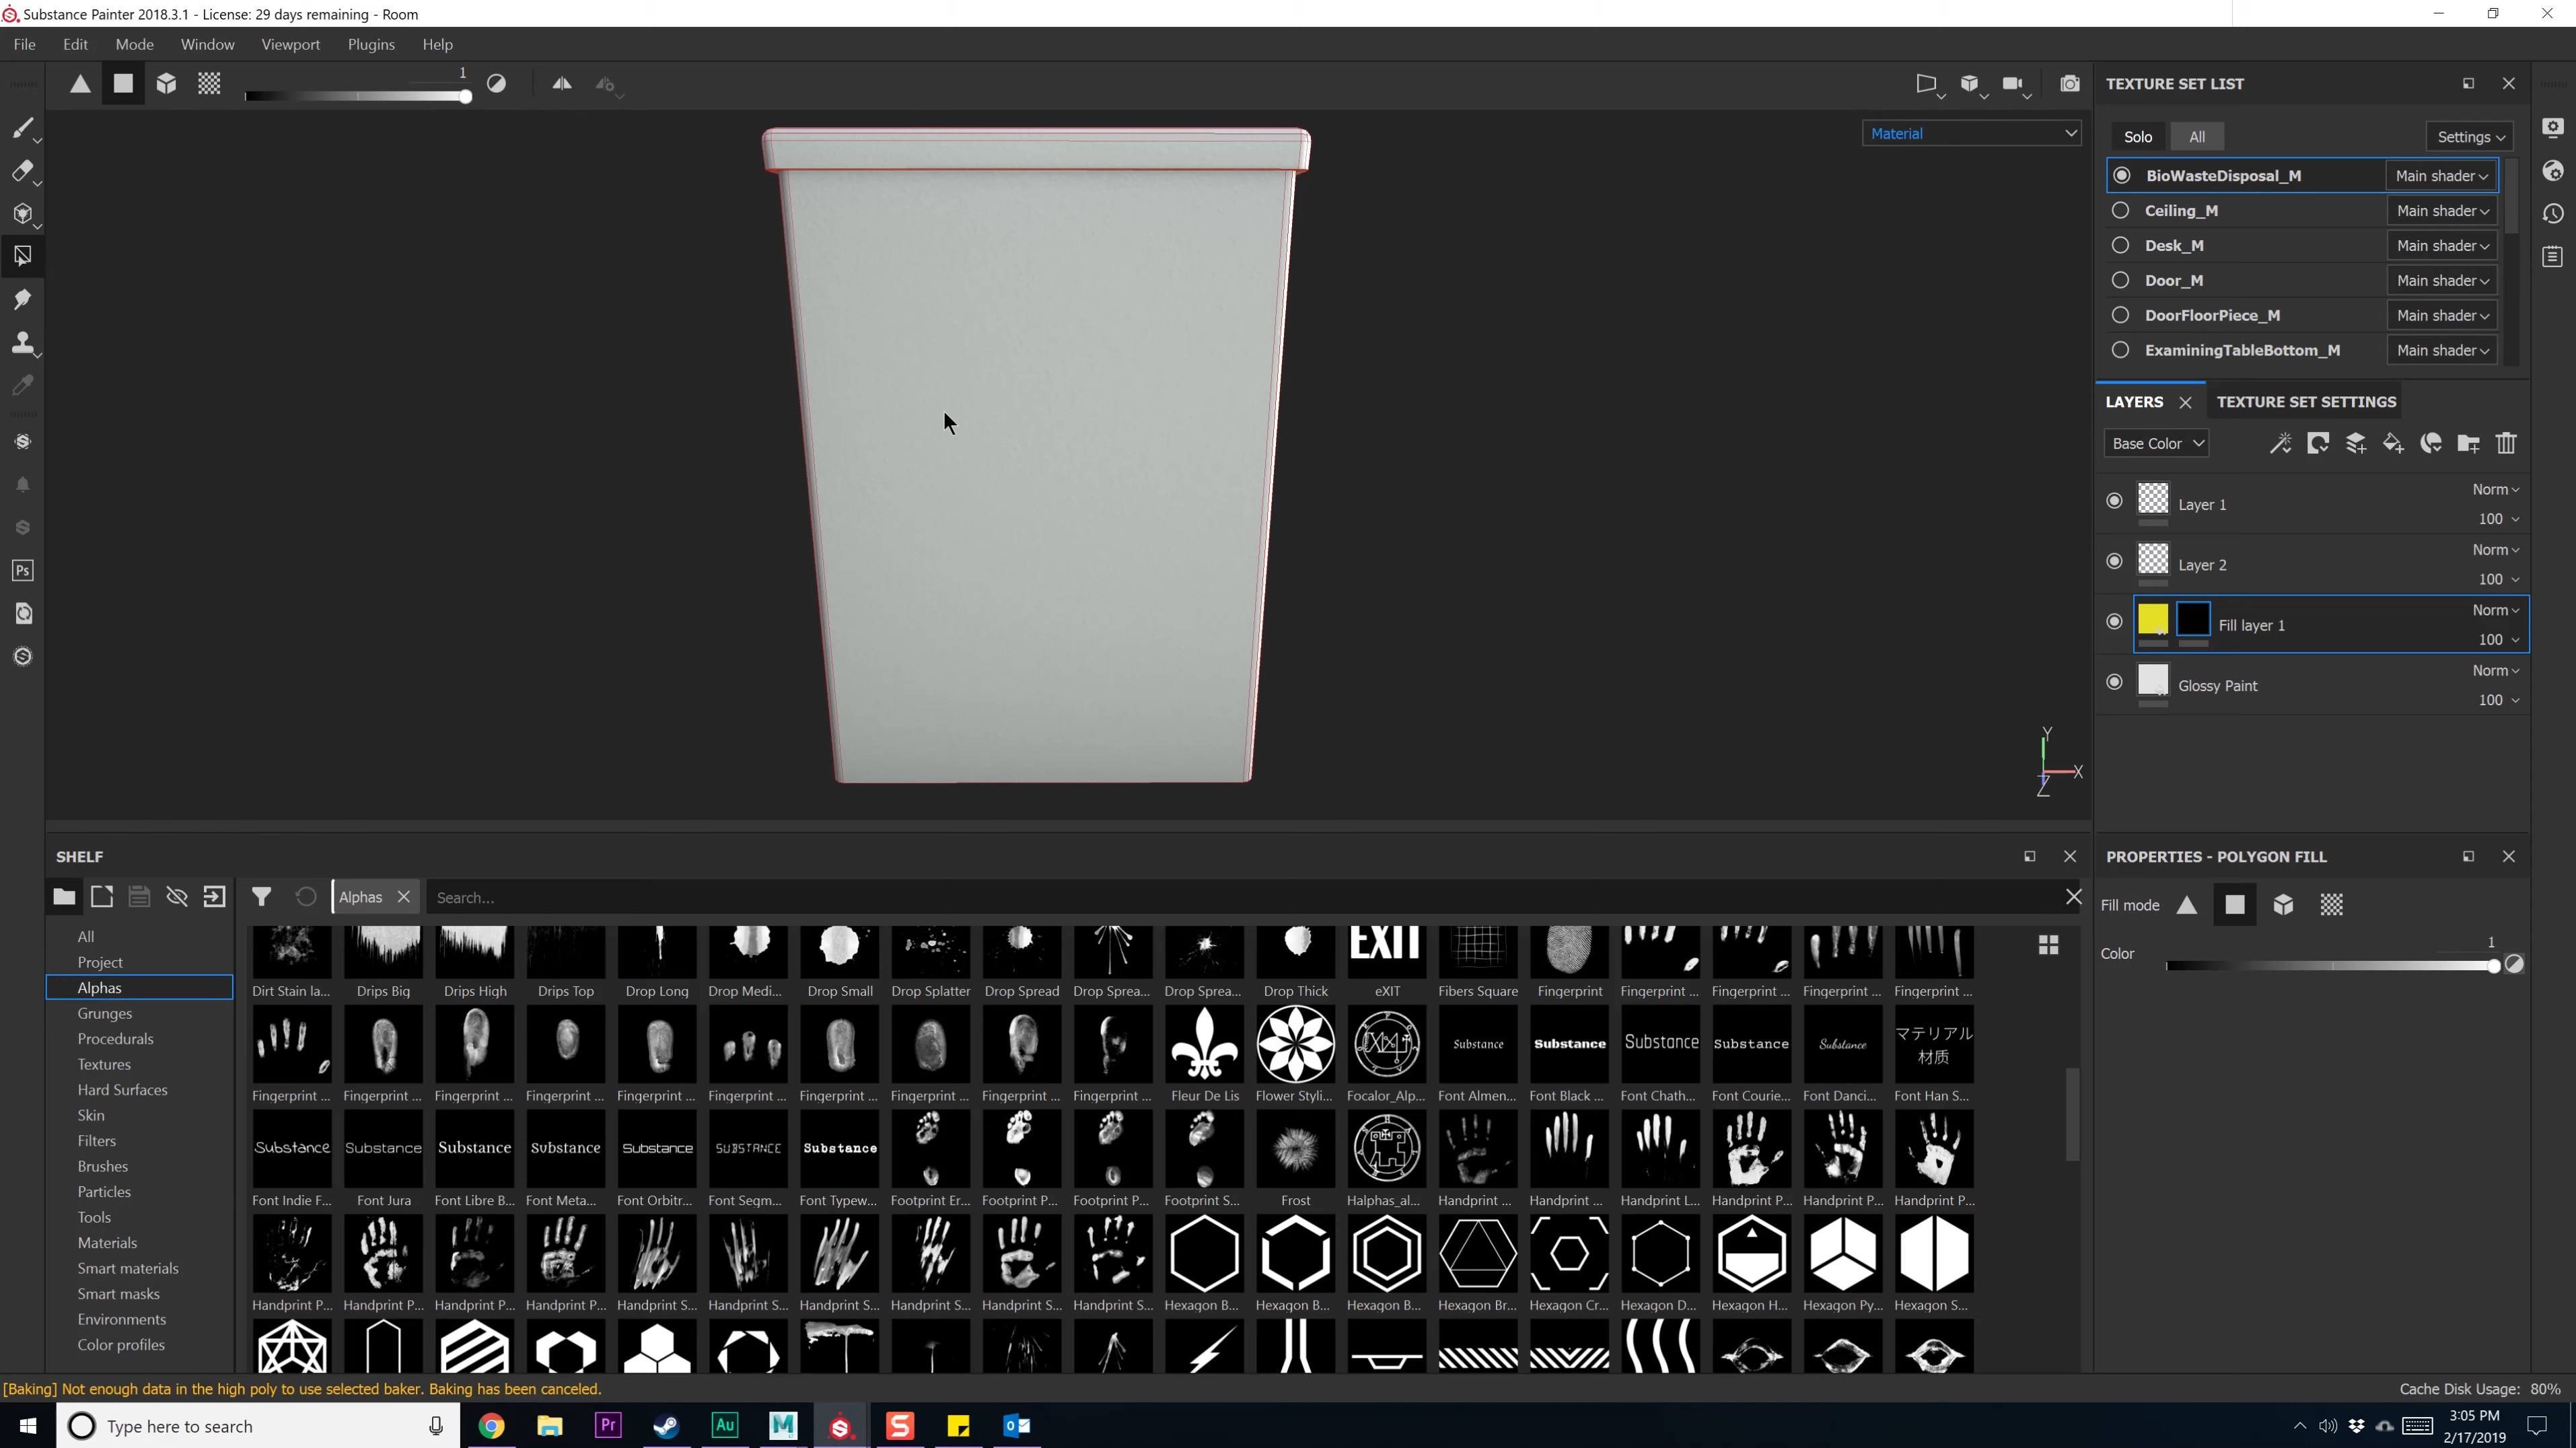 Substance Painter 2018.3.1 - License: 29 days remaining - Room
File Edit Mode Window Viewport Plugins Help
1
Material
TEXTURE SET LIST
Solo All Settings
BioWasteDisposal_M Main shader
Ceiling_M Main shader
Desk_M Main shader
Door_M Main shader
DoorFloorPiece_M Main shader
ExaminingTableBottom_M Main shader
LAYERS TEXTURE SET SETTINGS
Base Color
Layer 1 Norm 100
Layer 2 Norm 100
Fill layer 1 Norm 100
Glossy Paint Norm 100
Ps
Y
X
Z
SHELF
Alphas Search...
All
Project
Alphas
Grunges
Procedurals
Textures
Hard Surfaces
Skin
Filters
Brushes
Particles
Tools
Materials
Smart materials
Smart masks
Environments
Color profiles
EXIT
Dirt Stain la... Drips Big Drips High Drips Top Drop Long Drop Medi... Drop Small Drop Splatter Drop Spread Drop Sprea... Drop Sprea... Drop Thick eXIT Fibers Square Fingerprint Fingerprint ... Fingerprint ... Fingerprint ... Fingerprint ...
Substance Substance Substance Substance Substance マテリアル
材质
Fingerprint ... Fingerprint ... Fingerprint ... Fingerprint ... Fingerprint ... Fingerprint ... Fingerprint ... Fingerprint ... Fingerprint ... Fingerprint ... Fleur De Lis Flower Styli... Focalor_Alp... Font Almen... Font Black ... Font Chath... Font Courie... Font Danci... Font Han S...
Substance Substance Substance Substance Substance SUBSTANCE Substance
Font Indie F... Font Jura Font Libre B... Font Meta... Font Orbitr... Font Segm... Font Typew... Footprint Er... Footprint P... Footprint P... Footprint S... Frost Halphas_al... Handprint ... Handprint ... Handprint L... Handprint P... Handprint P... Handprint P...
Handprint P... Handprint P... Handprint P... Handprint P... Handprint S... Handprint S... Handprint S... Handprint S... Handprint S... Handprint S... Hexagon B... Hexagon B... Hexagon B... Hexagon Br... Hexagon Cr... Hexagon D... Hexagon H... Hexagon Py... Hexagon S...
PROPERTIES - POLYGON FILL
Fill mode
Color 1
[Baking] Not enough data in the high poly to use selected baker. Baking has been canceled.
Cache Disk Usage: 80%
Type here to search
Pr
Au
M
S
3:05 PM
2/17/2019